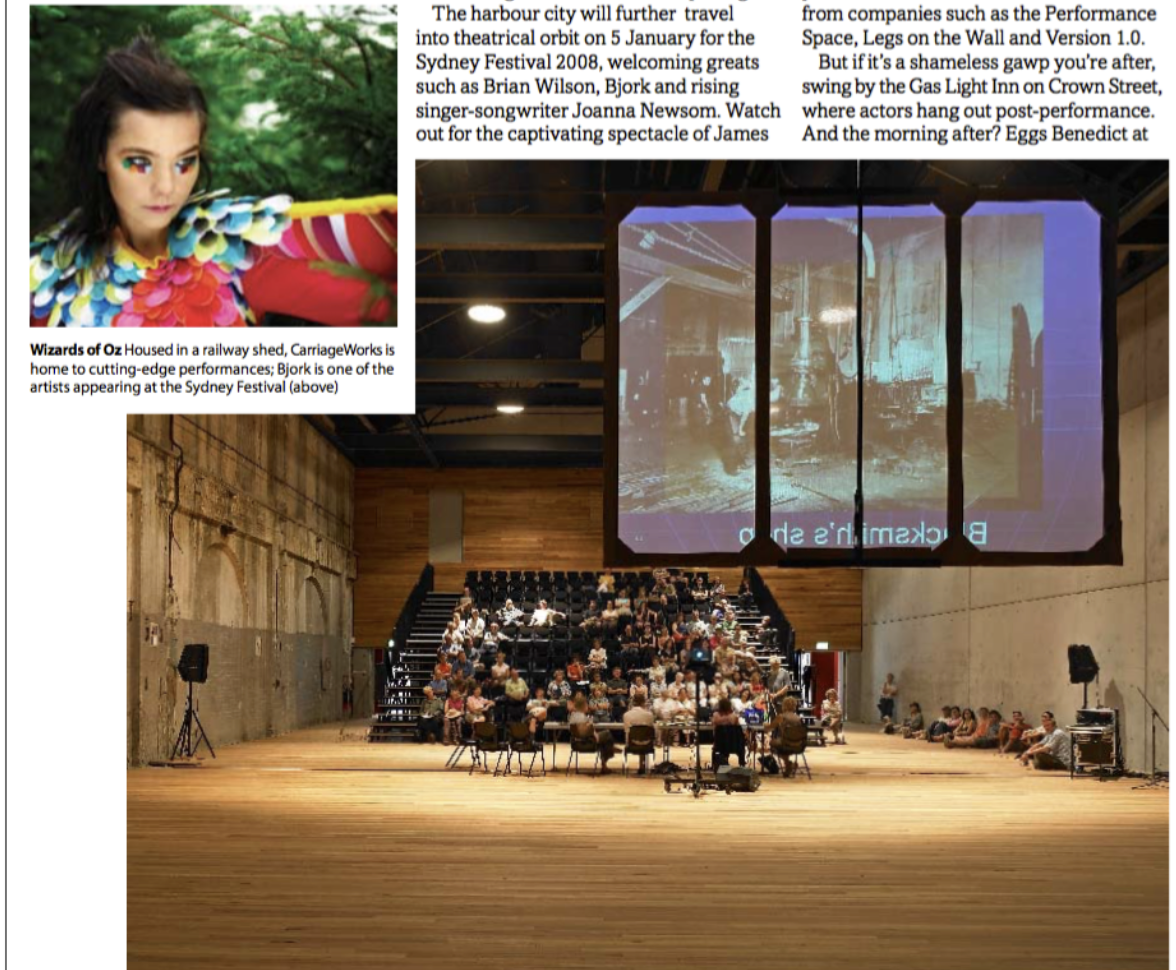 The harbour city will further travel
into theatrical orbit on 5 January for the
Sydney Festival 2008, welcoming greats
such as Brian Wilson, Bjork and rising
singer-songwriter Joanna Newsom. Watch
out for the captivating spectacle of James
from companies such as the Performance
Space, Legs on the Wall and Version 1.0.
But if it's a shameless gawp you're after,
swing by the Gas Light Inn on Crown Street,
where actors hang out post-performance.
And the morning after? Eggs Benedict at
Wizards of Oz Housed in a railway shed, CarriageWorks is
home to cutting-edge performances; Bjork is one of the
artists appearing at the Sydney Festival (above)
Blacksmith's shop